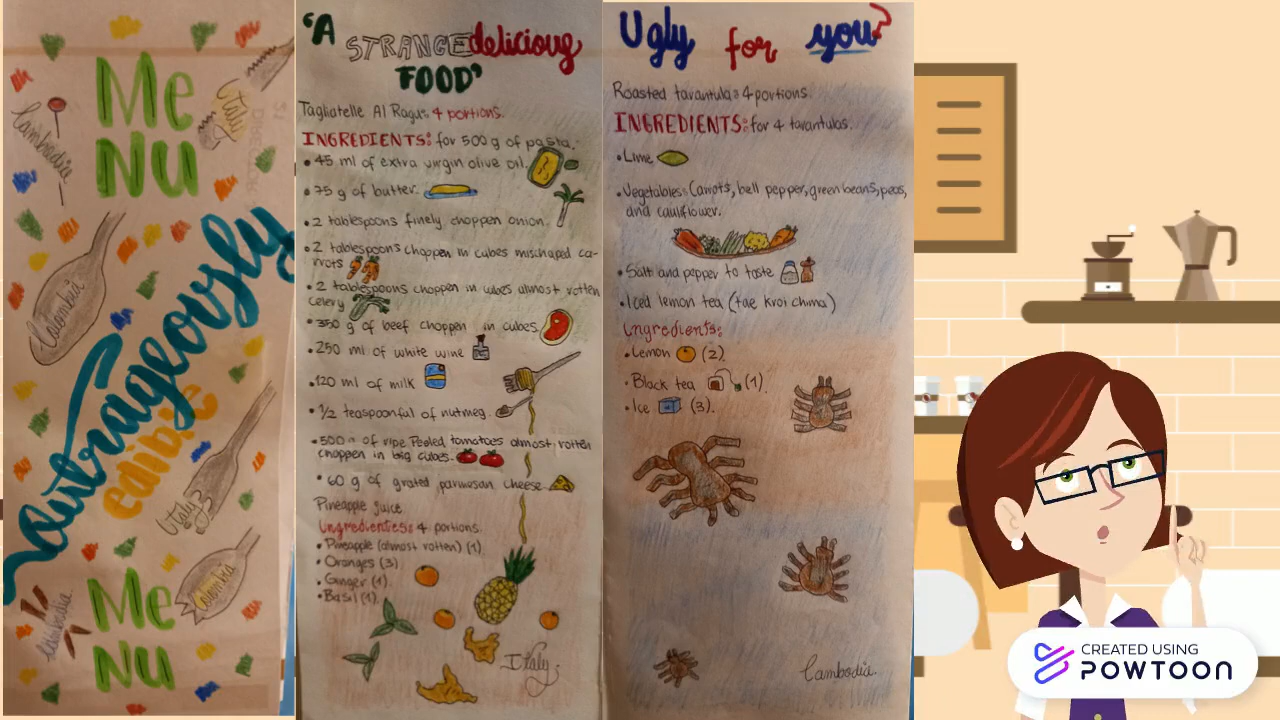 Me
Nu
Italy
Cambodia
Colombia
outrageously
edible
Italy
Colombia
Cambodia
Me
Nu
'A STRANGE delicious
FOOD'
Tagliatelle Al Ragu: 4 portions.
INGREDIENTS: for 500 g of pasta.
• 45 ml of extra virgin olive oil.
• 75 g of butter.
• 2 tablespoons finely choppen onion.
• 2 tablespoons choppen in cubes mischaped ca-
rrots
• 2 tablespoons choppen in cubes almost rotten
celery
• 350 g of beef choppen in cubes
• 250 ml of white wine
• 120 ml of milk
• 1/2 teaspoonful of nutmeg.
• 500 g of ripe Peeled tomatoes almost rotten
choppen in big cubes.
• 60 g of grated parmesan cheese
Pineapple juice
Ingredientes: 4 portions.
• Pineapple (almost rotten) (1)
• Oranges (3)
• Ginger (1)
• Basil (1).
Italy
Ugly for you?
Roasted tarantula: 4 portions.
INGREDIENTS: for 4 tarantulas.
• Lime
• Vegetables: Carrots, bell pepper, green beans, peas,
and cauliflower.
• Salt and pepper to taste
• Iced lemon tea (tae kroi chima)
Ingredients:
• Lemon (2)
• Black tea (1)
• Ice (3).
Cambodia.
CREATED USING
POWTOON